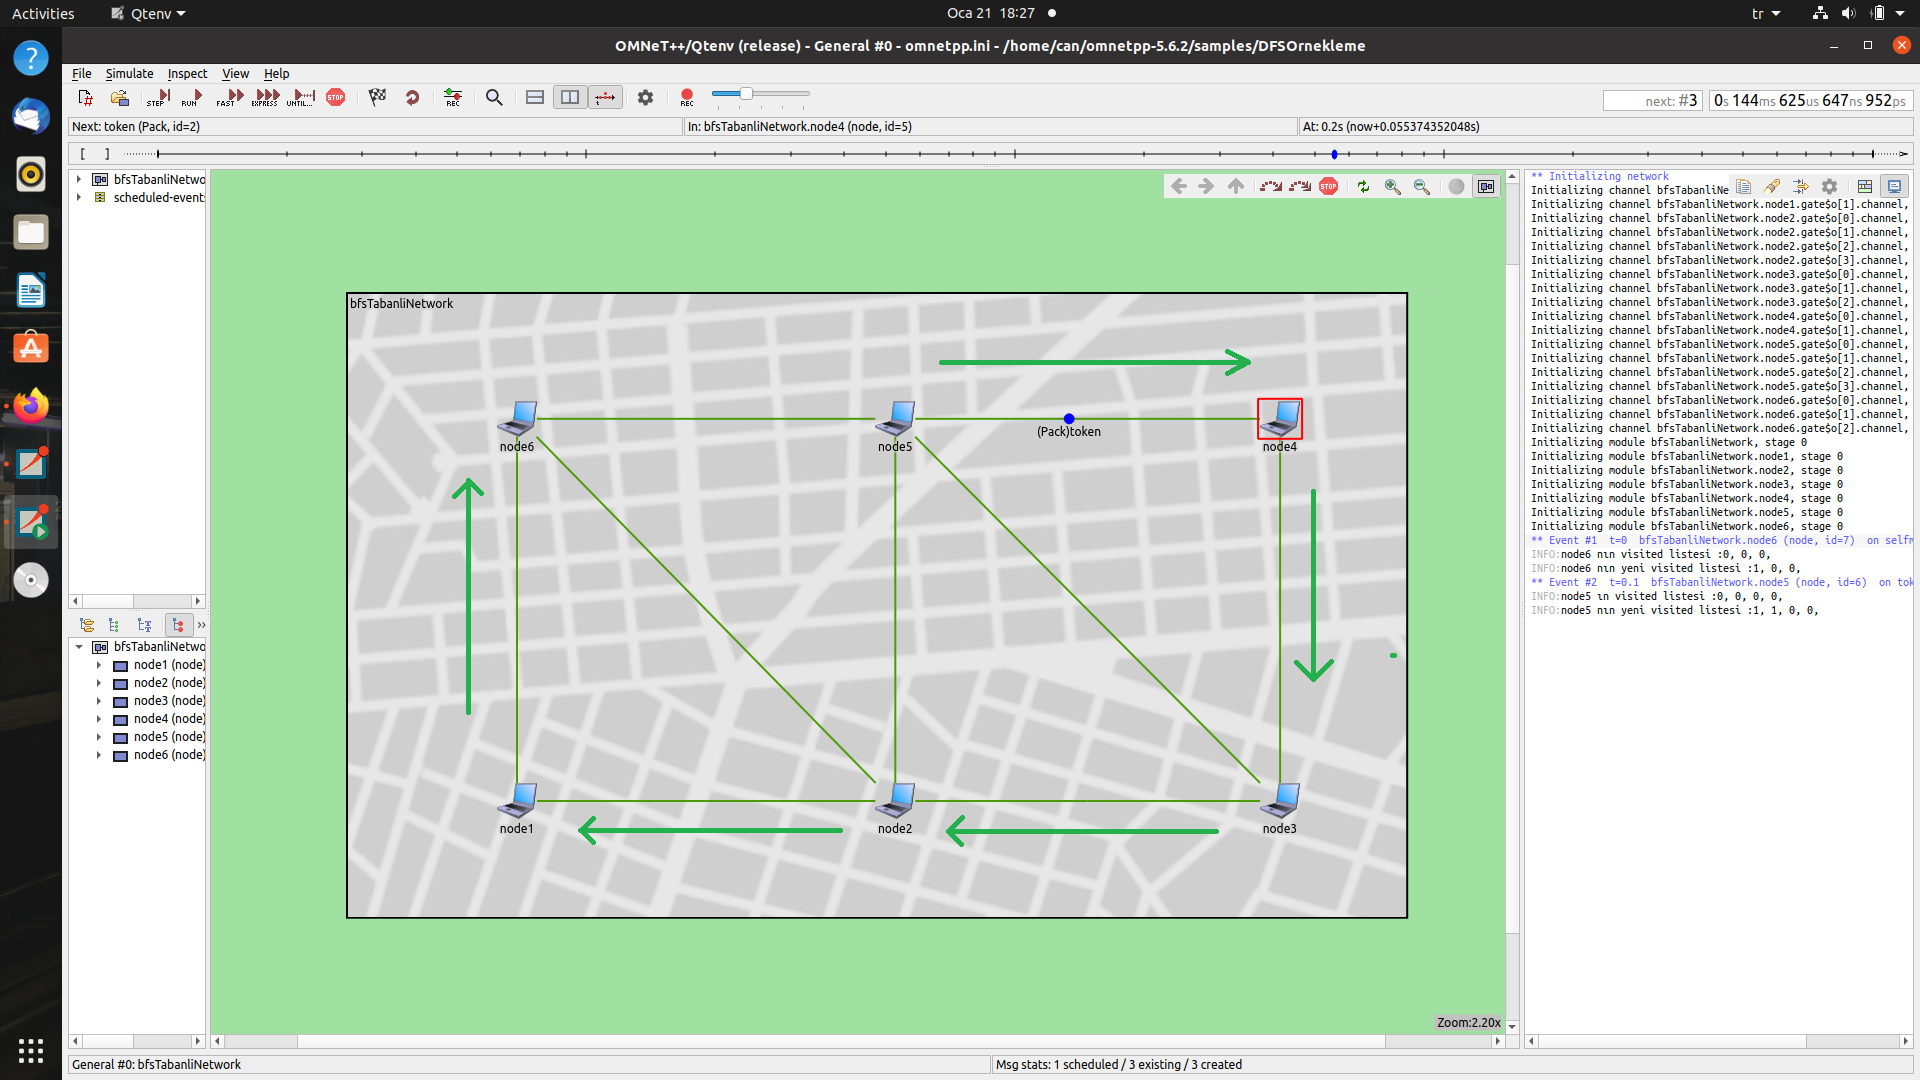 Activities
Qtenv
Oca 21 18:27
tr
OMNeT++/Qtenv (release) - General #0 - omnetpp.ini - /home/can/omnetpp-5.6.2/samples/DFSOrnekleme
File Simulate Inspect View Help
STEP RUN FAST EXPRESS UNTIL... STOP REC REC
next: #3
0s 144ms 625us 647ns 952ps
Next: token (Pack, id=2)
In: bfsTabanliNetwork.node4 (node, id=5)
At: 0.2s (now+0.055374352048s)
[ ]
bfsTabanliNetwo
scheduled-event
»
bfsTabanliNetwo
node1 (node)
node2 (node)
node3 (node)
node4 (node)
node5 (node)
node6 (node)
STOP
bfsTabanliNetwork
node6
node5
(Pack)token
node4
node1
node2
node3
Zoom:2.20x
** Initializing network
Initializing channel bfsTabanliNe
Initializing channel bfsTabanliNetwork.node1.gate$o[1].channel,
Initializing channel bfsTabanliNetwork.node2.gate$o[0].channel,
Initializing channel bfsTabanliNetwork.node2.gate$o[1].channel,
Initializing channel bfsTabanliNetwork.node2.gate$o[2].channel,
Initializing channel bfsTabanliNetwork.node2.gate$o[3].channel,
Initializing channel bfsTabanliNetwork.node3.gate$o[0].channel,
Initializing channel bfsTabanliNetwork.node3.gate$o[1].channel,
Initializing channel bfsTabanliNetwork.node3.gate$o[2].channel,
Initializing channel bfsTabanliNetwork.node4.gate$o[0].channel,
Initializing channel bfsTabanliNetwork.node4.gate$o[1].channel,
Initializing channel bfsTabanliNetwork.node5.gate$o[0].channel,
Initializing channel bfsTabanliNetwork.node5.gate$o[1].channel,
Initializing channel bfsTabanliNetwork.node5.gate$o[2].channel,
Initializing channel bfsTabanliNetwork.node5.gate$o[3].channel,
Initializing channel bfsTabanliNetwork.node6.gate$o[0].channel,
Initializing channel bfsTabanliNetwork.node6.gate$o[1].channel,
Initializing channel bfsTabanliNetwork.node6.gate$o[2].channel,
Initializing module bfsTabanliNetwork, stage 0
Initializing module bfsTabanliNetwork.node1, stage 0
Initializing module bfsTabanliNetwork.node2, stage 0
Initializing module bfsTabanliNetwork.node3, stage 0
Initializing module bfsTabanliNetwork.node4, stage 0
Initializing module bfsTabanliNetwork.node5, stage 0
Initializing module bfsTabanliNetwork.node6, stage 0
** Event #1 t=0 bfsTabanliNetwork.node6 (node, id=7) on selfm
INFO:node6 nın visited listesi :0, 0, 0,
INFO:node6 nın yeni visited listesi :1, 0, 0,
** Event #2 t=0.1 bfsTabanliNetwork.node5 (node, id=6) on tok
INFO:node5 ın visited listesi :0, 0, 0, 0,
INFO:node5 nın yeni visited listesi :1, 1, 0, 0,
General #0: bfsTabanliNetwork
Msg stats: 1 scheduled / 3 existing / 3 created